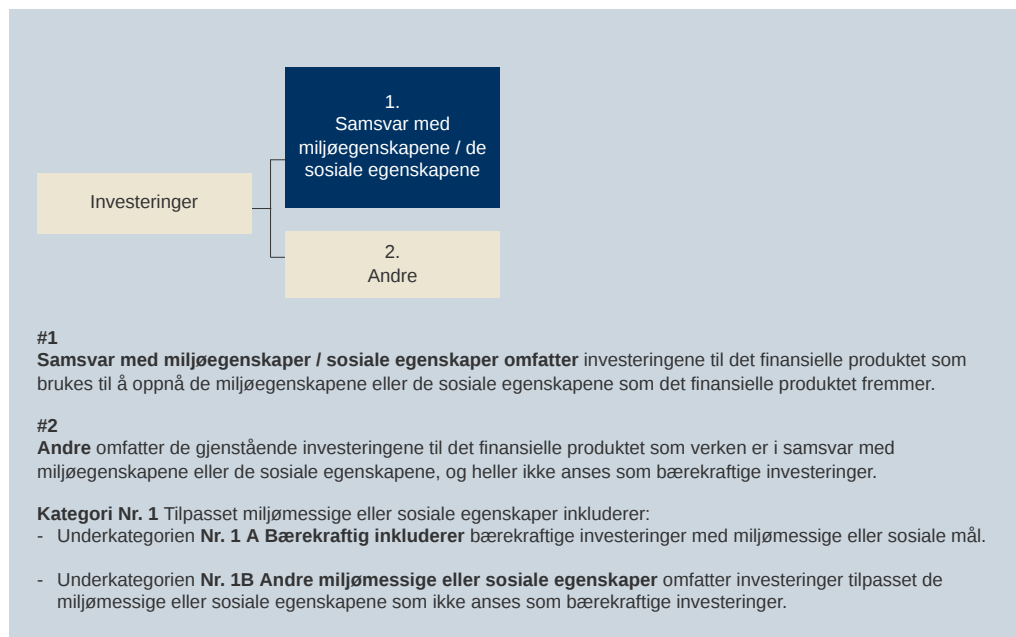 1.
Samsvar med
miljøegenskapene / de
sosiale egenskapene
Investeringer
2.
Andre
#1
Samsvar med miljøegenskaper / sosiale egenskaper omfatter investeringene til det finansielle produktet som
brukes til å oppnå de miljøegenskapene eller de sosiale egenskapene som det finansielle produktet fremmer.
#2
Andre omfatter de gjenstående investeringene til det finansielle produktet som verken er i samsvar med
miljøegenskapene eller de sosiale egenskapene, og heller ikke anses som bærekraftige investeringer.
Kategori Nr. 1 Tilpasset miljømessige eller sosiale egenskaper inkluderer:
- Underkategorien Nr. 1 A Bærekraftig inkluderer bærekraftige investeringer med miljømessige eller sosiale mål.
- Underkategorien Nr. 1B Andre miljømessige eller sosiale egenskaper omfatter investeringer tilpasset de
miljømessige eller sosiale egenskapene som ikke anses som bærekraftige investeringer.